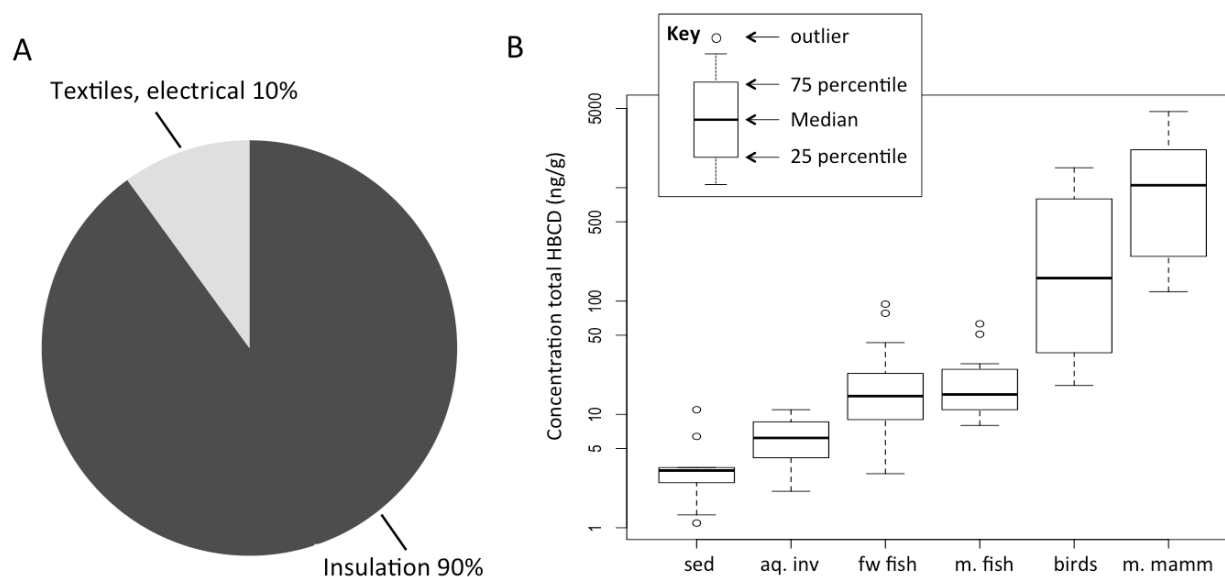 A
Textiles, electrical 10%
Insulation 90%
B
Key
outlier
75 percentile
Median
25 percentile
Concentration total HBCD (ng/g)
5000
500
100
50
10
5
1
sed
aq. inv
fw fish
m. fish
birds
m. mamm